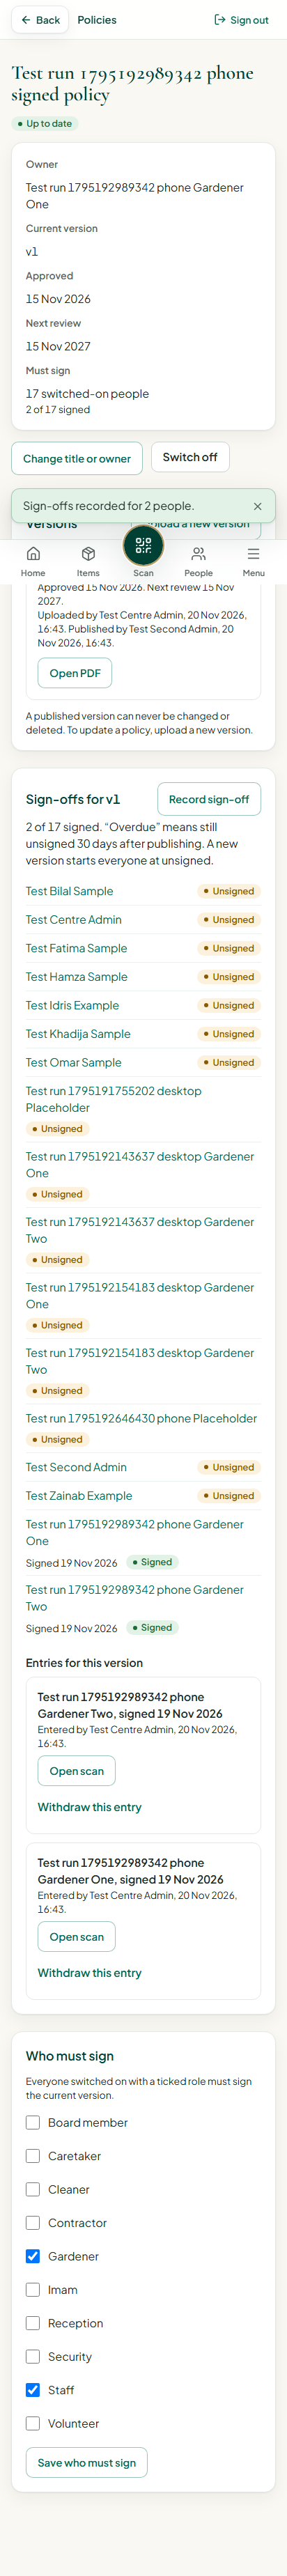 Back
Policies
Sign out
Test run 1795192989342 phone
signed policy
Up to date
Owner
Test run 1795192989342 phone Gardener
One
Current version
v1
Approved
15 Nov 2026
Next review
15 Nov 2027
Must sign
17 switched-on people
2 of 17 signed
Change title or owner
Switch off
Sign-offs recorded for 2 people.
Versions
Upload a new version
Home
Items
Scan
People
Menu
Approved 15 Nov 2026. Next review 15 Nov
2027.
Uploaded by Test Centre Admin, 20 Nov 2026,
16:43. Published by Test Second Admin, 20
Nov 2026, 16:43.
Open PDF
A published version can never be changed or
deleted. To update a policy, upload a new version.
Sign-offs for v1
Record sign-off
2 of 17 signed. “Overdue” means still
unsigned 30 days after publishing. A new
version starts everyone at unsigned.
Test Bilal Sample
Unsigned
Test Centre Admin
Unsigned
Test Fatima Sample
Unsigned
Test Hamza Sample
Unsigned
Test Idris Example
Unsigned
Test Khadija Sample
Unsigned
Test Omar Sample
Unsigned
Test run 1795191755202 desktop
Placeholder
Unsigned
Test run 1795192143637 desktop Gardener
One
Unsigned
Test run 1795192143637 desktop Gardener
Two
Unsigned
Test run 1795192154183 desktop Gardener
One
Unsigned
Test run 1795192154183 desktop Gardener
Two
Unsigned
Test run 1795192646430 phone Placeholder
Unsigned
Test Second Admin
Unsigned
Test Zainab Example
Unsigned
Test run 1795192989342 phone Gardener
One
Signed 19 Nov 2026
Signed
Test run 1795192989342 phone Gardener
Two
Signed 19 Nov 2026
Signed
Entries for this version
Test run 1795192989342 phone
Gardener Two, signed 19 Nov 2026
Entered by Test Centre Admin, 20 Nov 2026,
16:43.
Open scan
Withdraw this entry
Test run 1795192989342 phone
Gardener One, signed 19 Nov 2026
Entered by Test Centre Admin, 20 Nov 2026,
16:43.
Open scan
Withdraw this entry
Who must sign
Everyone switched on with a ticked role must sign
the current version.
Board member
Caretaker
Cleaner
Contractor
Gardener
Imam
Reception
Security
Staff
Volunteer
Save who must sign